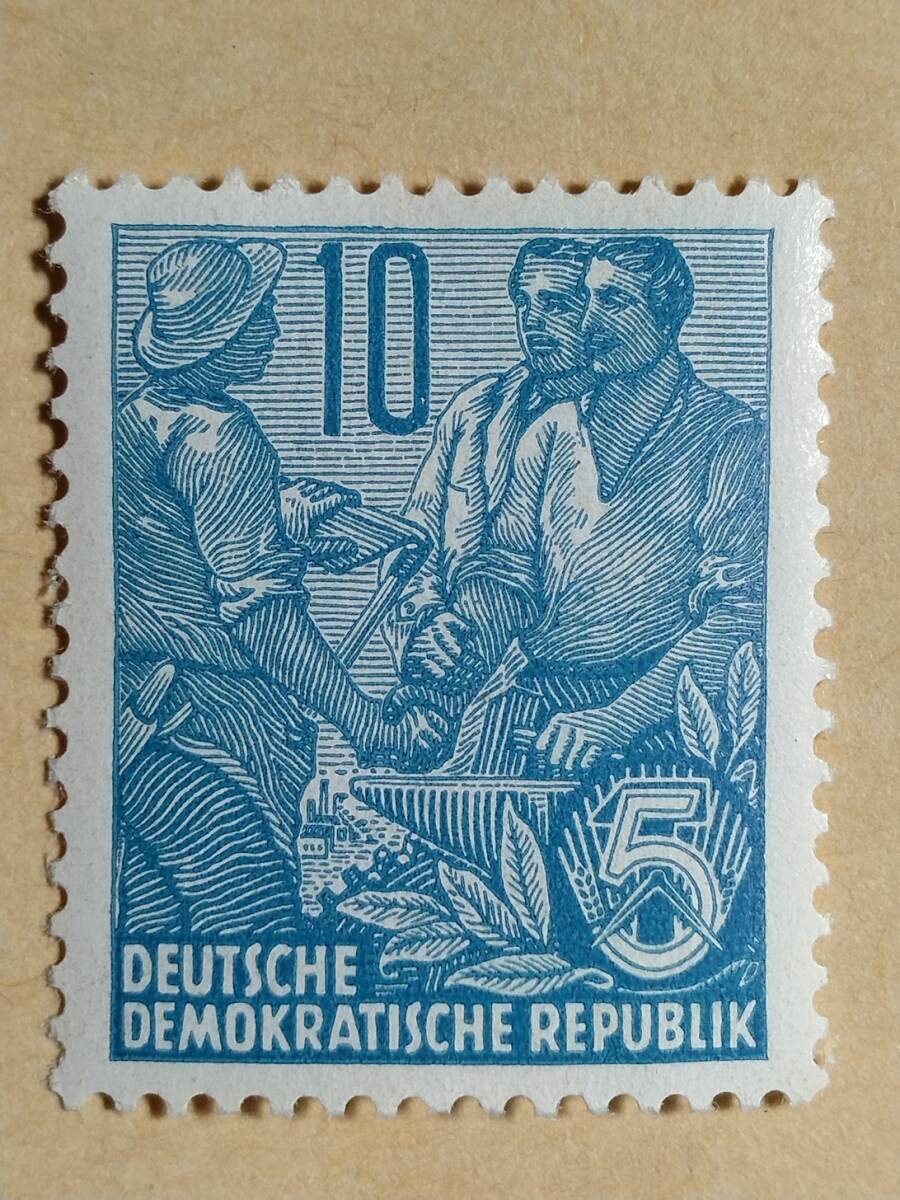 10
5
DEUTSCHE
DEMOKRATISCHE REPUBLIK